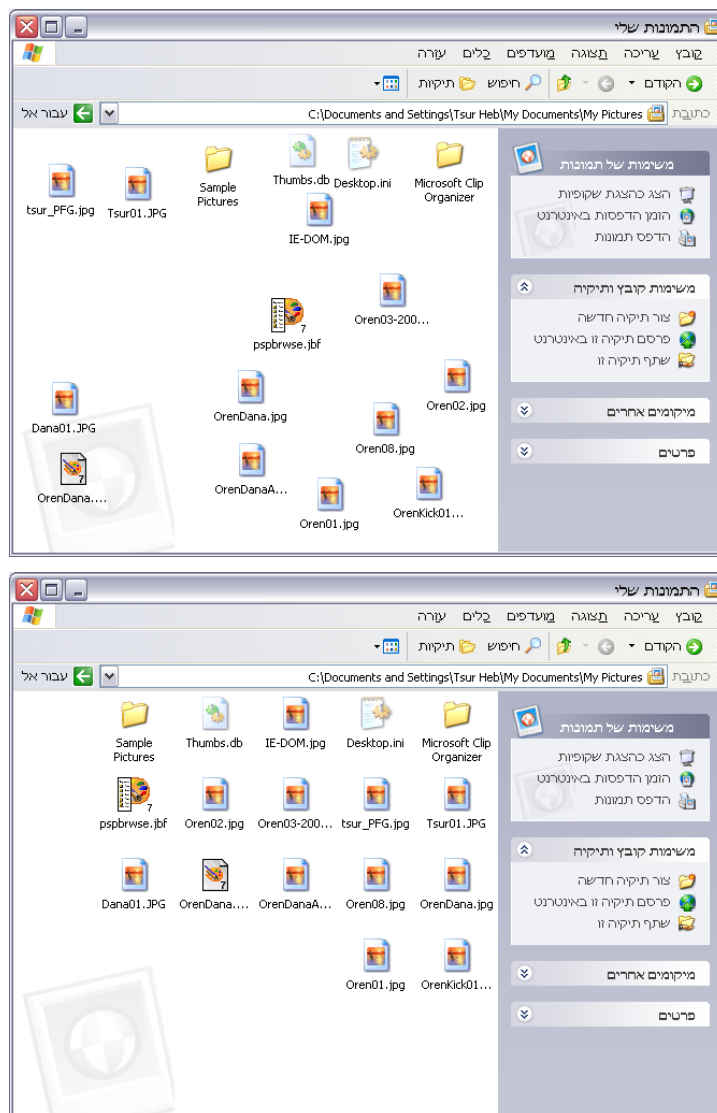 התמונות שלי
קובץ עריכה תצוגה מועדפים כלים עזרה
הקודם חיפוש תיקיות
כתובת C:\Documents and Settings\Tsur Heb\My Documents\My Pictures עבור אל
משימות של תמונות
הצג כהצגת שקופיות
הזמן הדפסות באינטרנט
הדפס תמונות
משימות קובץ ותיקיה
צור תיקיה חדשה
פרסם תיקיה זו באינטרנט
שתף תיקיה זו
מיקומים אחרים
פרטים
Microsoft Clip
Organizer
Desktop.ini
Thumbs.db
Sample
Pictures
Tsur01.JPG
tsur_PFG.jpg
IE-DOM.jpg
Oren03-200...
7
pspbrwse.jbf
Oren02.jpg
OrenDana.jpg
Dana01.JPG
Oren08.jpg
OrenDanaA...
7
OrenDana....
OrenKick01...
Oren01.jpg
התמונות שלי
קובץ עריכה תצוגה מועדפים כלים עזרה
הקודם חיפוש תיקיות
כתובת C:\Documents and Settings\Tsur Heb\My Documents\My Pictures עבור אל
משימות של תמונות
הצג כהצגת שקופיות
הזמן הדפסות באינטרנט
הדפס תמונות
משימות קובץ ותיקיה
צור תיקיה חדשה
פרסם תיקיה זו באינטרנט
שתף תיקיה זו
מיקומים אחרים
פרטים
Microsoft Clip
Organizer
Desktop.ini
IE-DOM.jpg
Thumbs.db
Sample
Pictures
Tsur01.JPG
tsur_PFG.jpg
Oren03-200...
Oren02.jpg
7
pspbrwse.jbf
OrenDana.jpg
Oren08.jpg
OrenDanaA...
7
OrenDana....
Dana01.JPG
OrenKick01...
Oren01.jpg